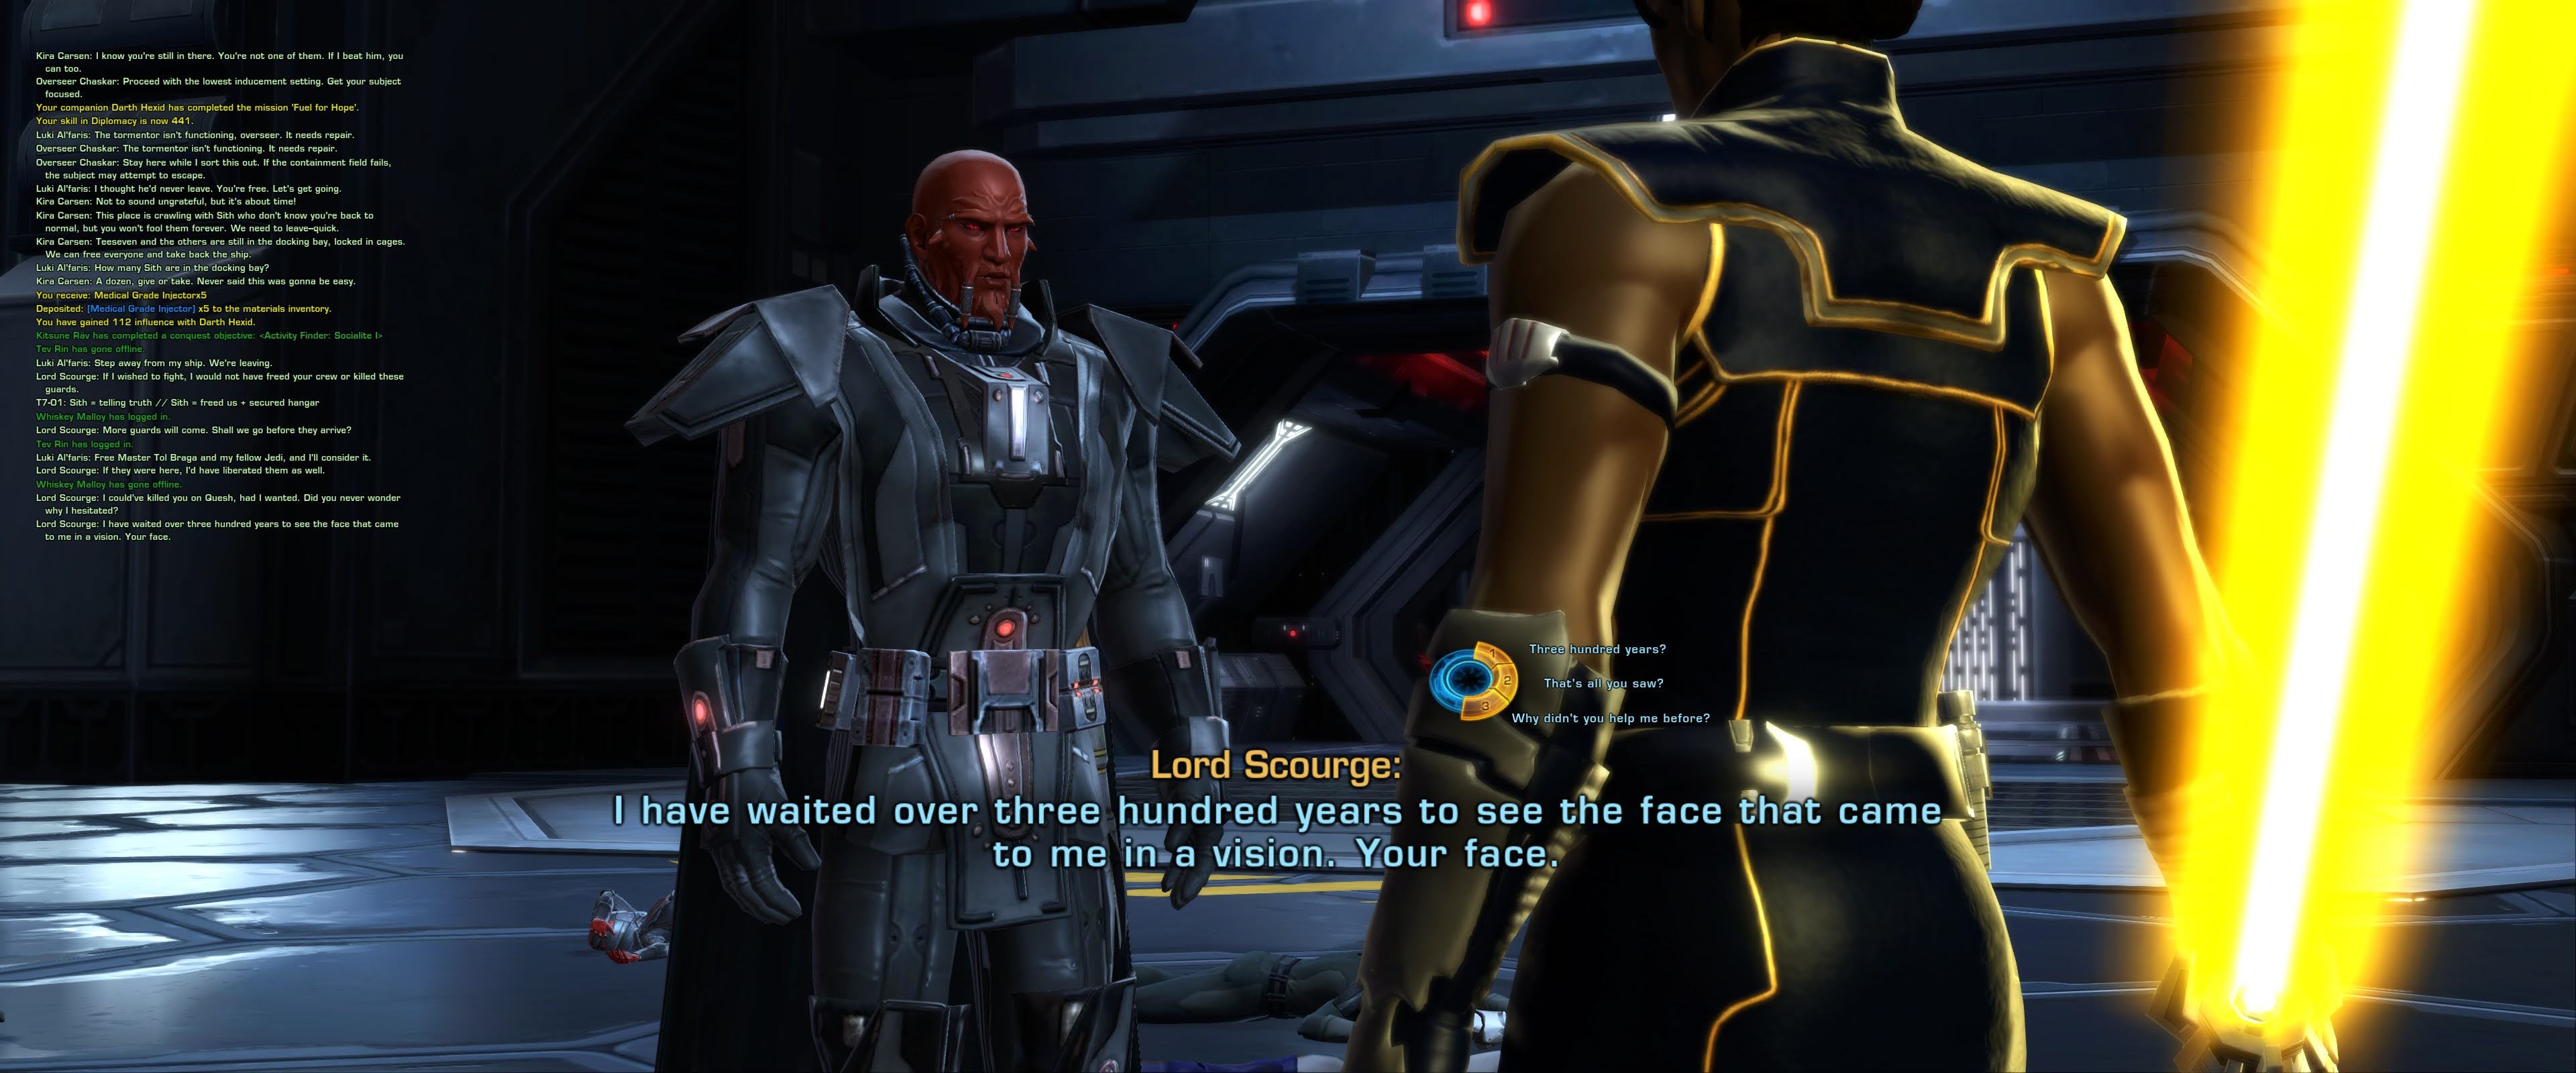 Kira Carsen: I know you're still in there. You're not one of them. If I beat him, you
can too.
Overseer Chaskar: Proceed with the lowest inducement setting. Get your subject
focused.
Your companion Darth Hexid has completed the mission 'Fuel for Hope'.
Your skill in Diplomacy is now 441.
Luki Al'faris: The tormentor isn't functioning, overseer. It needs repair.
Overseer Chaskar: The tormentor isn't functioning. It needs repair.
Overseer Chaskar: Stay here while I sort this out. If the containment field fails,
the subject may attempt to escape.
Luki Al'faris: I thought he'd never leave. You're free. Let's get going.
Kira Carsen: Not to sound ungrateful, but it's about time!
Kira Carsen: This place is crawling with Sith who don't know you're back to
normal, but you won't fool them forever. We need to leave–quick.
Kira Carsen: Teeseven and the others are still in the docking bay, locked in cages.
We can free everyone and take back the ship.
Luki Al'faris: How many Sith are in the docking bay?
Kira Carsen: A dozen, give or take. Never said this was gonna be easy.
You receive: Medical Grade Injectorx5
Deposited: [Medical Grade Injector] x5 to the materials inventory.
You have gained 112 influence with Darth Hexid.
Kitsune Räv has completed a conquest objective: <Activity Finder: Socialite I>
Tev Rin has gone offline.
Luki Al'faris: Step away from my ship. We're leaving.
Lord Scourge: If I wished to fight, I would not have freed your crew or killed these
guards.
T7-01: Sith = telling truth // Sith = freed us + secured hangar
Whiskey Malloy has logged in.
Lord Scourge: More guards will come. Shall we go before they arrive?
Tev Rin has logged in.
Luki Al'faris: Free Master Tol Braga and my fellow Jedi, and I'll consider it.
Lord Scourge: If they were here, I'd have liberated them as well.
Whiskey Malloy has gone offline.
Lord Scourge: I could've killed you on Quesh, had I wanted. Did you never wonder
why I hesitated?
Lord Scourge: I have waited over three hundred years to see the face that came
to me in a vision. Your face.
1 Three hundred years?
2 That's all you saw?
3 Why didn't you help me before?
Lord Scourge:
I have waited over three hundred years to see the face that came
to me in a vision. Your face.